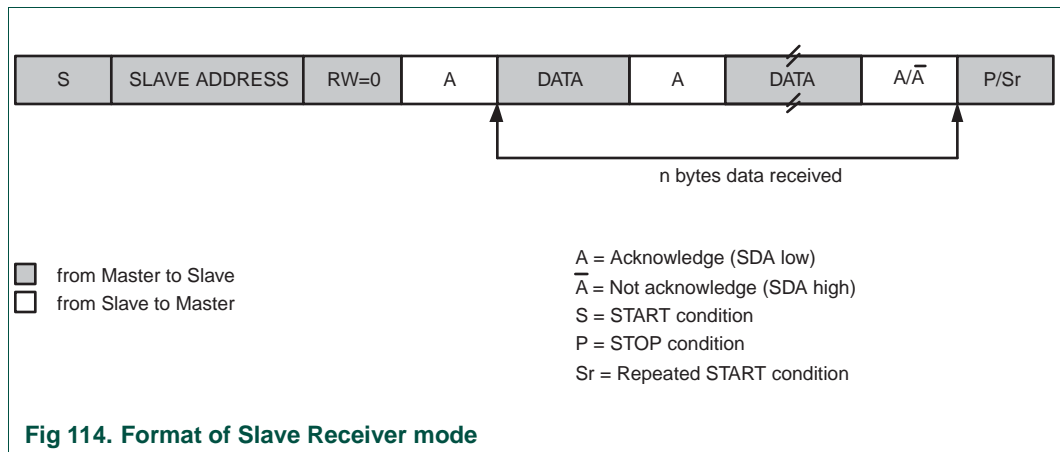 S SLAVE ADDRESS RW=0 A DATA A DATA A/A̅ P/Sr
n bytes data received
from Master to Slave
from Slave to Master
A = Acknowledge (SDA low)
A̅ = Not acknowledge (SDA high)
S = START condition
P = STOP condition
Sr = Repeated START condition
Fig 114. Format of Slave Receiver mode